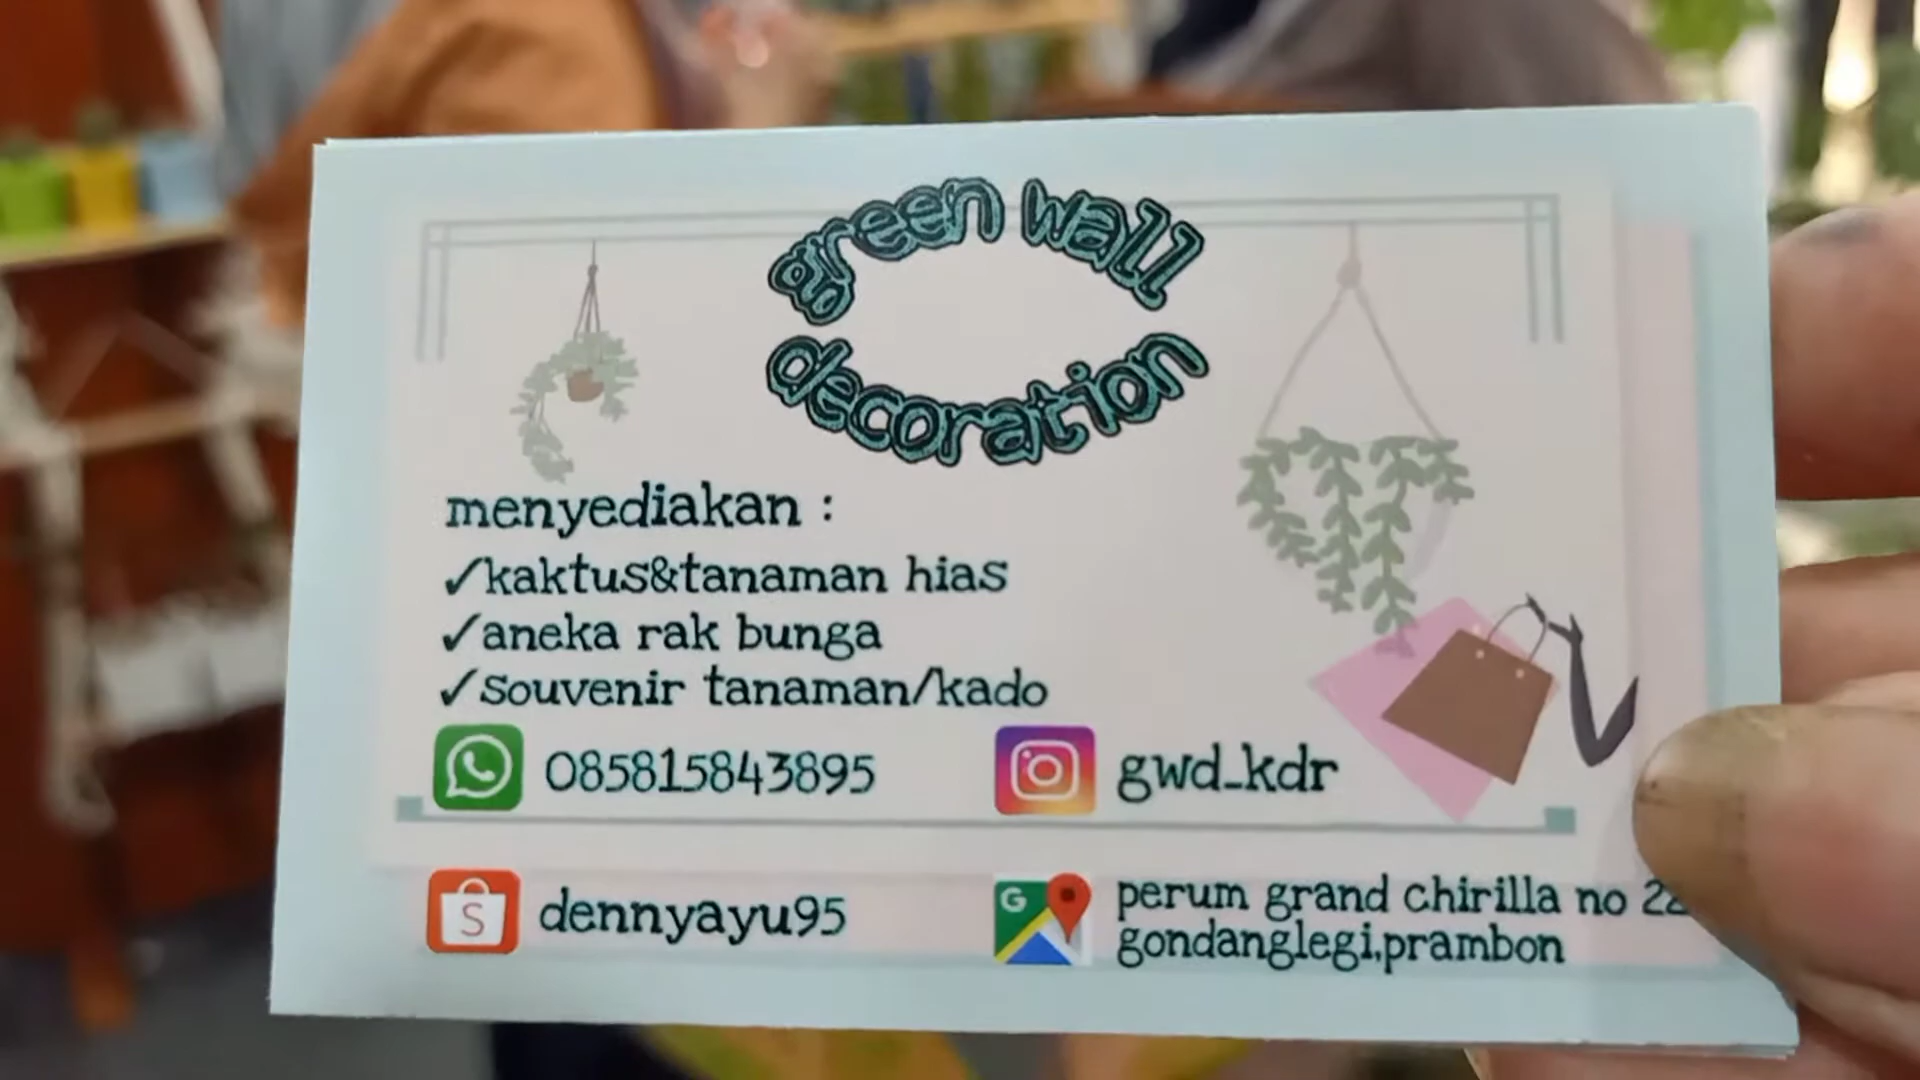 green wall
decoration
menyediakan :
✓kaktus&tanaman hias
✓aneka rak bunga
✓souvenir tanaman/kado
085815843895
gwd_kdr
dennyayu95
perum grand chirilla no
gondanglegi,prambon